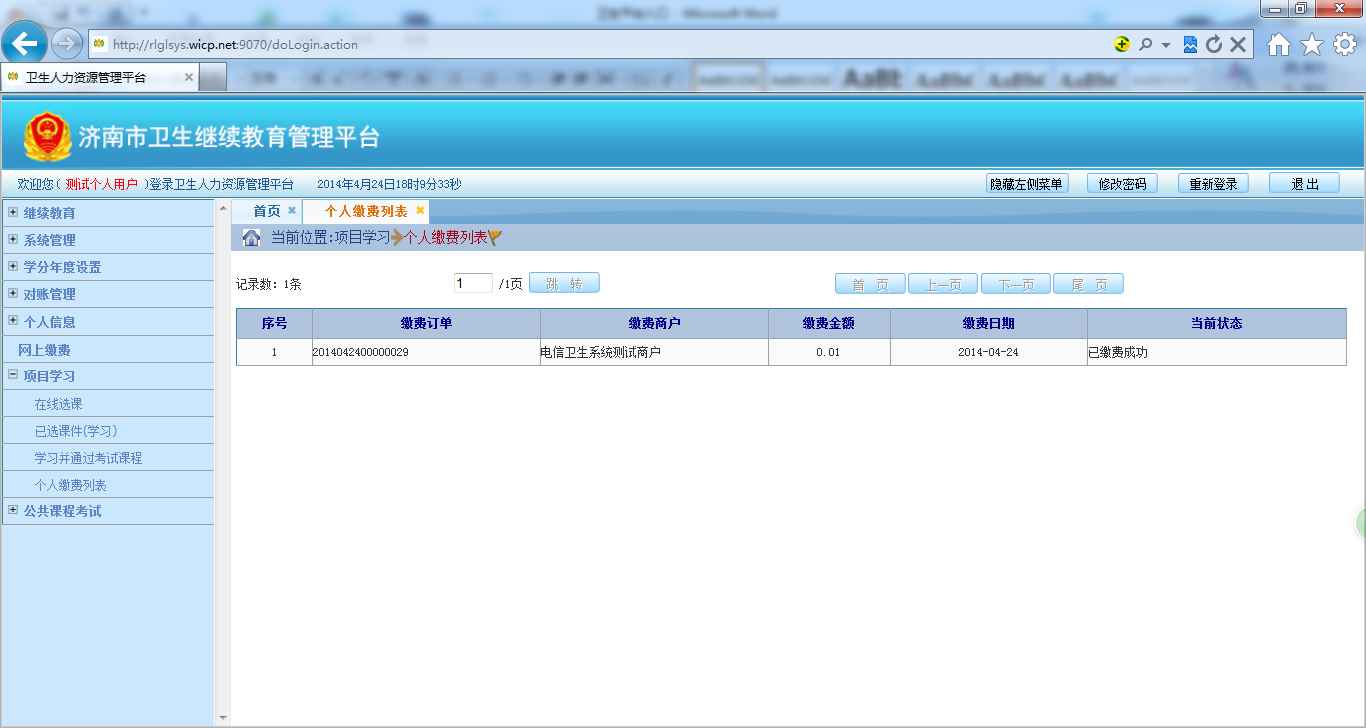 卫生平台入口 - Microsoft Word
http://rlglsys.wicp.net:9070/doLogin.action
卫生人力资源管理平台
AaBt
济南市卫生继续教育管理平台
欢迎您( 测试个人用户 )登录卫生人力资源管理平台 2014年4月24日18时9分33秒
隐藏左侧菜单 修改密码 重新登录 退 出
继续教育
系统管理
学分年度设置
对账管理
个人信息
网上缴费
项目学习
在线选课
已选课件(学习)
学习并通过考试课程
个人缴费列表
公共课程考试
首页 个人缴费列表
当前位置:项目学习 个人缴费列表
记录数: 1条 1 /1页 跳 转 首 页 上一页 下一页 尾 页
序号 缴费订单 缴费商户 缴费金额 缴费日期 当前状态
1 2014042400000029 电信卫生系统测试商户 0.01 2014-04-24 已缴费成功